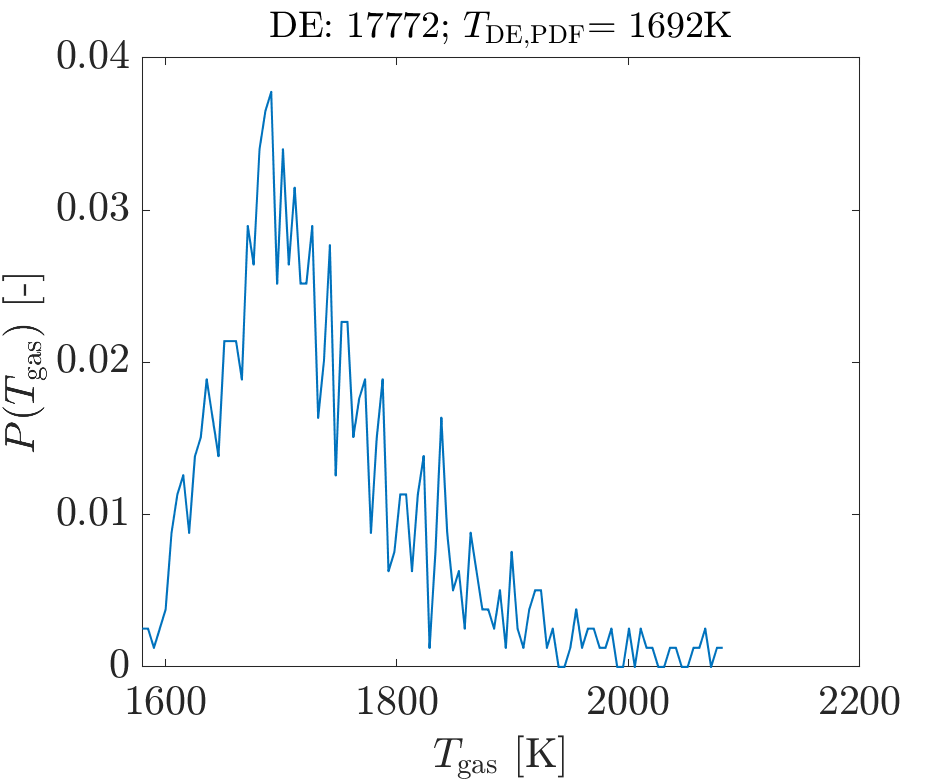 DE: 17772; T_DE,PDF= 1692K
0.04
0.03
0.02
0.01
0
P(T_gas) [-]
1600 1800 2000 2200
T_gas [K]